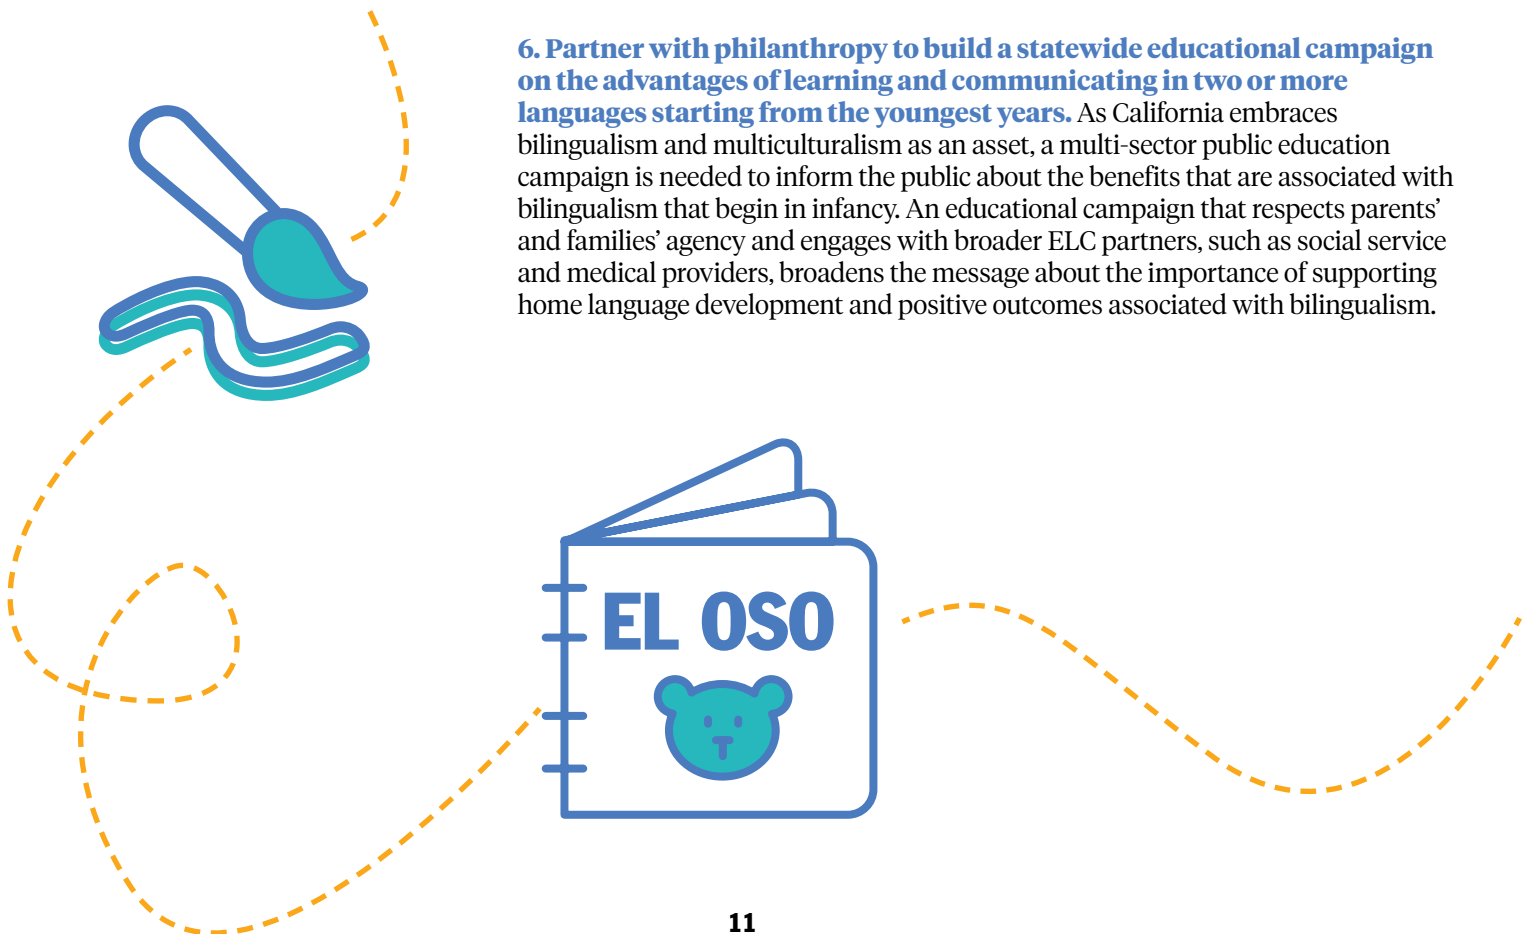 6. Partner with philanthropy to build a statewide educational campaign
on the advantages of learning and communicating in two or more
languages starting from the youngest years. As California embraces
bilingualism and multiculturalism as an asset, a multi-sector public education
campaign is needed to inform the public about the benefits that are associated with
bilingualism that begin in infancy. An educational campaign that respects parents’
and families’ agency and engages with broader ELC partners, such as social service
and medical providers, broadens the message about the importance of supporting
home language development and positive outcomes associated with bilingualism.
EL OSO
11